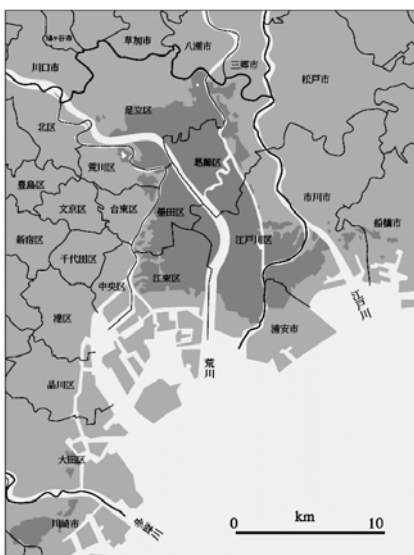 鳩ヶ谷市
草加市
八潮市
三郷市
川口市
松戸市
足立区
北区
荒川区
葛飾区
市川市
豊島区
文京区
台東区
墨田区
船橋市
新宿区
千代田区
江戸川区
中央区
江東区
江戸川
港区
浦安市
荒川
品川区
大田区
川崎市
km
0
10